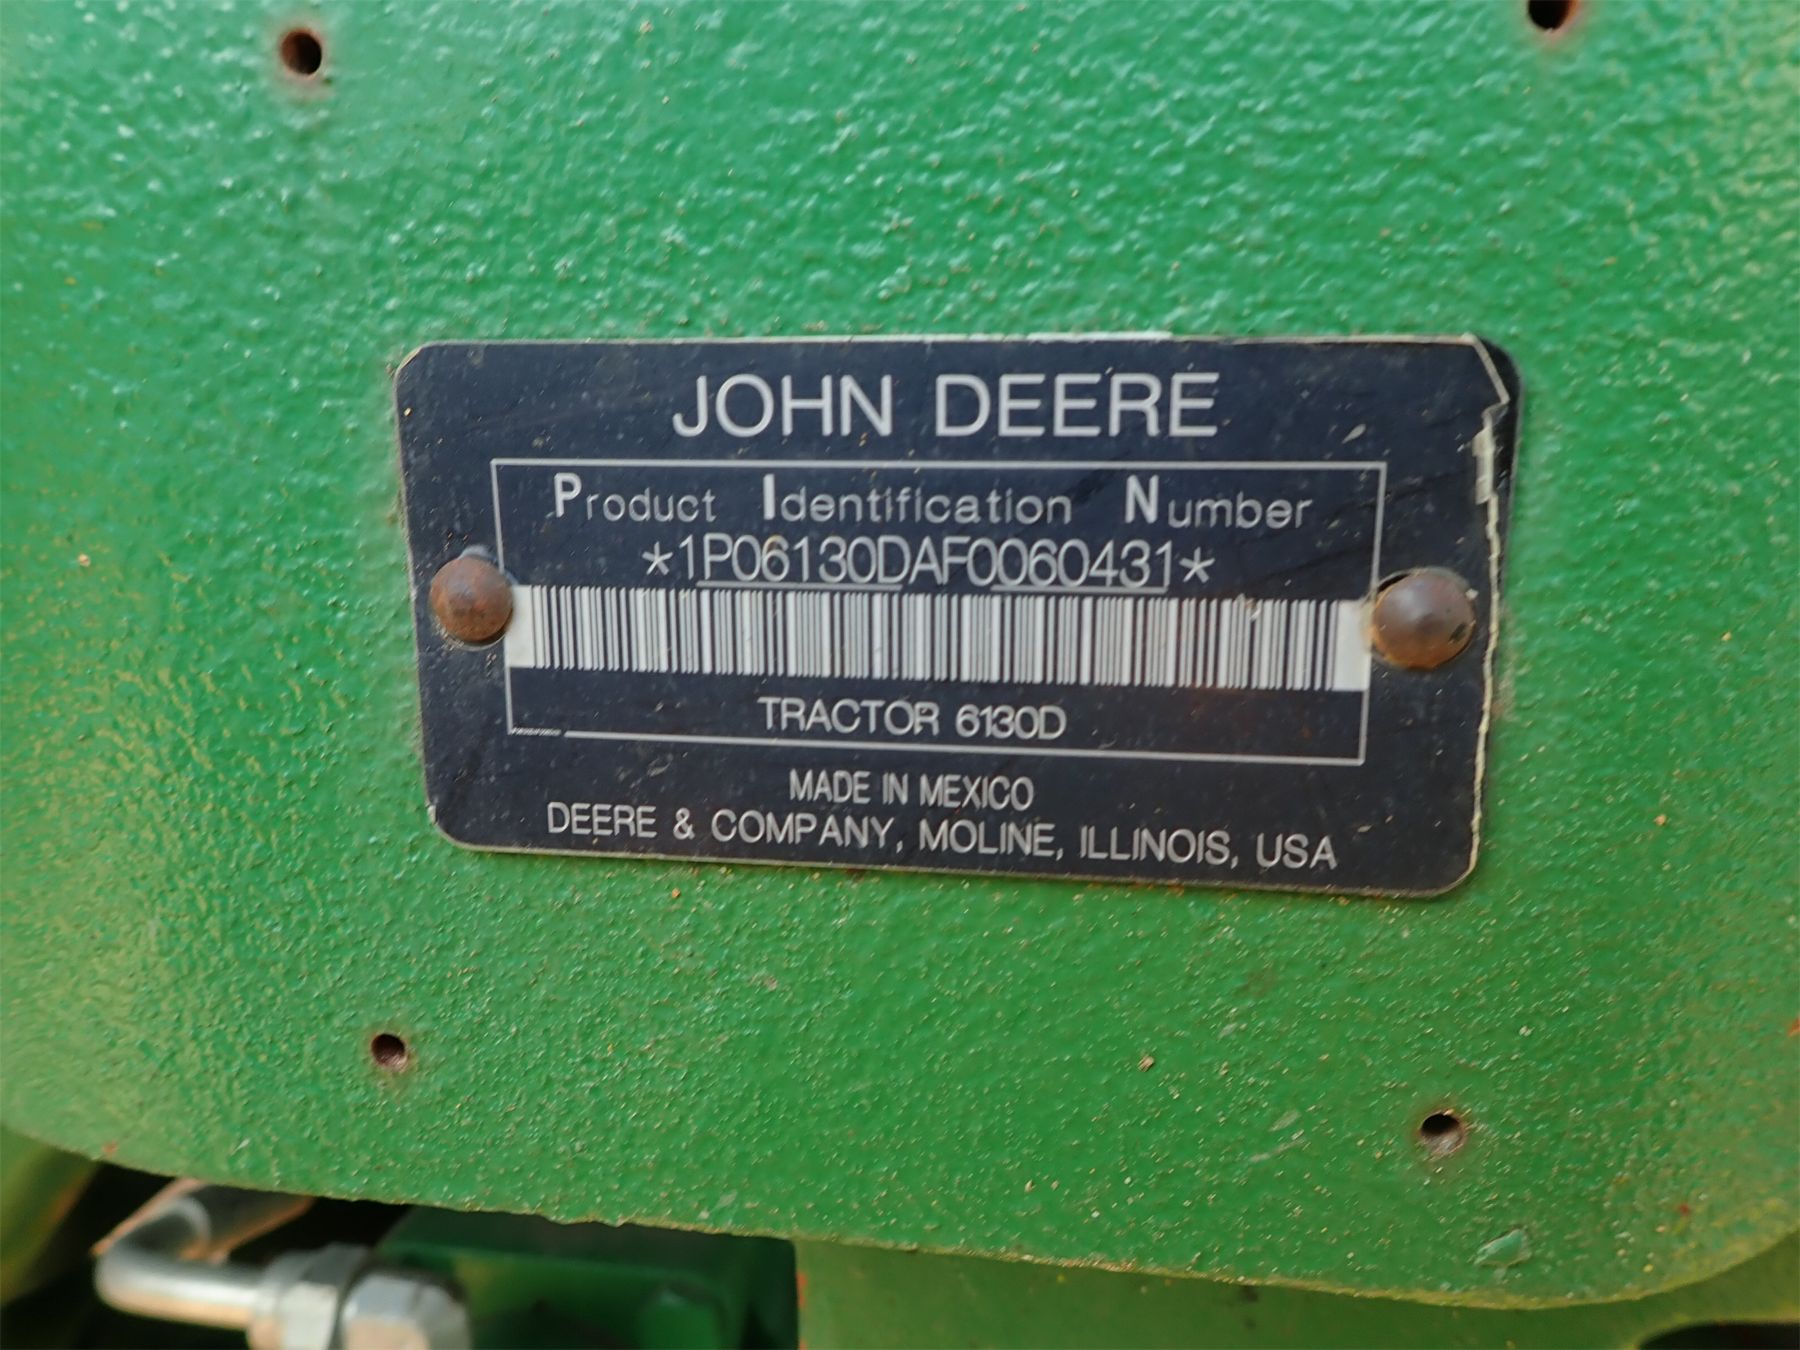 JOHN DEERE
Product Identification Number
*1P06130DAF0060431*
TRACTOR 6130D
MADE IN MEXICO
DEERE & COMPANY, MOLINE, ILLINOIS, USA